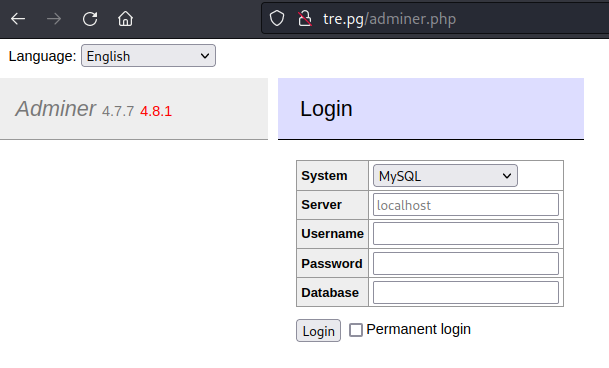 tre.pg/adminer.php
Language: English
Adminer 4.7.7 4.8.1
Login
System MySQL
Server localhost
Username
Password
Database
Login Permanent login